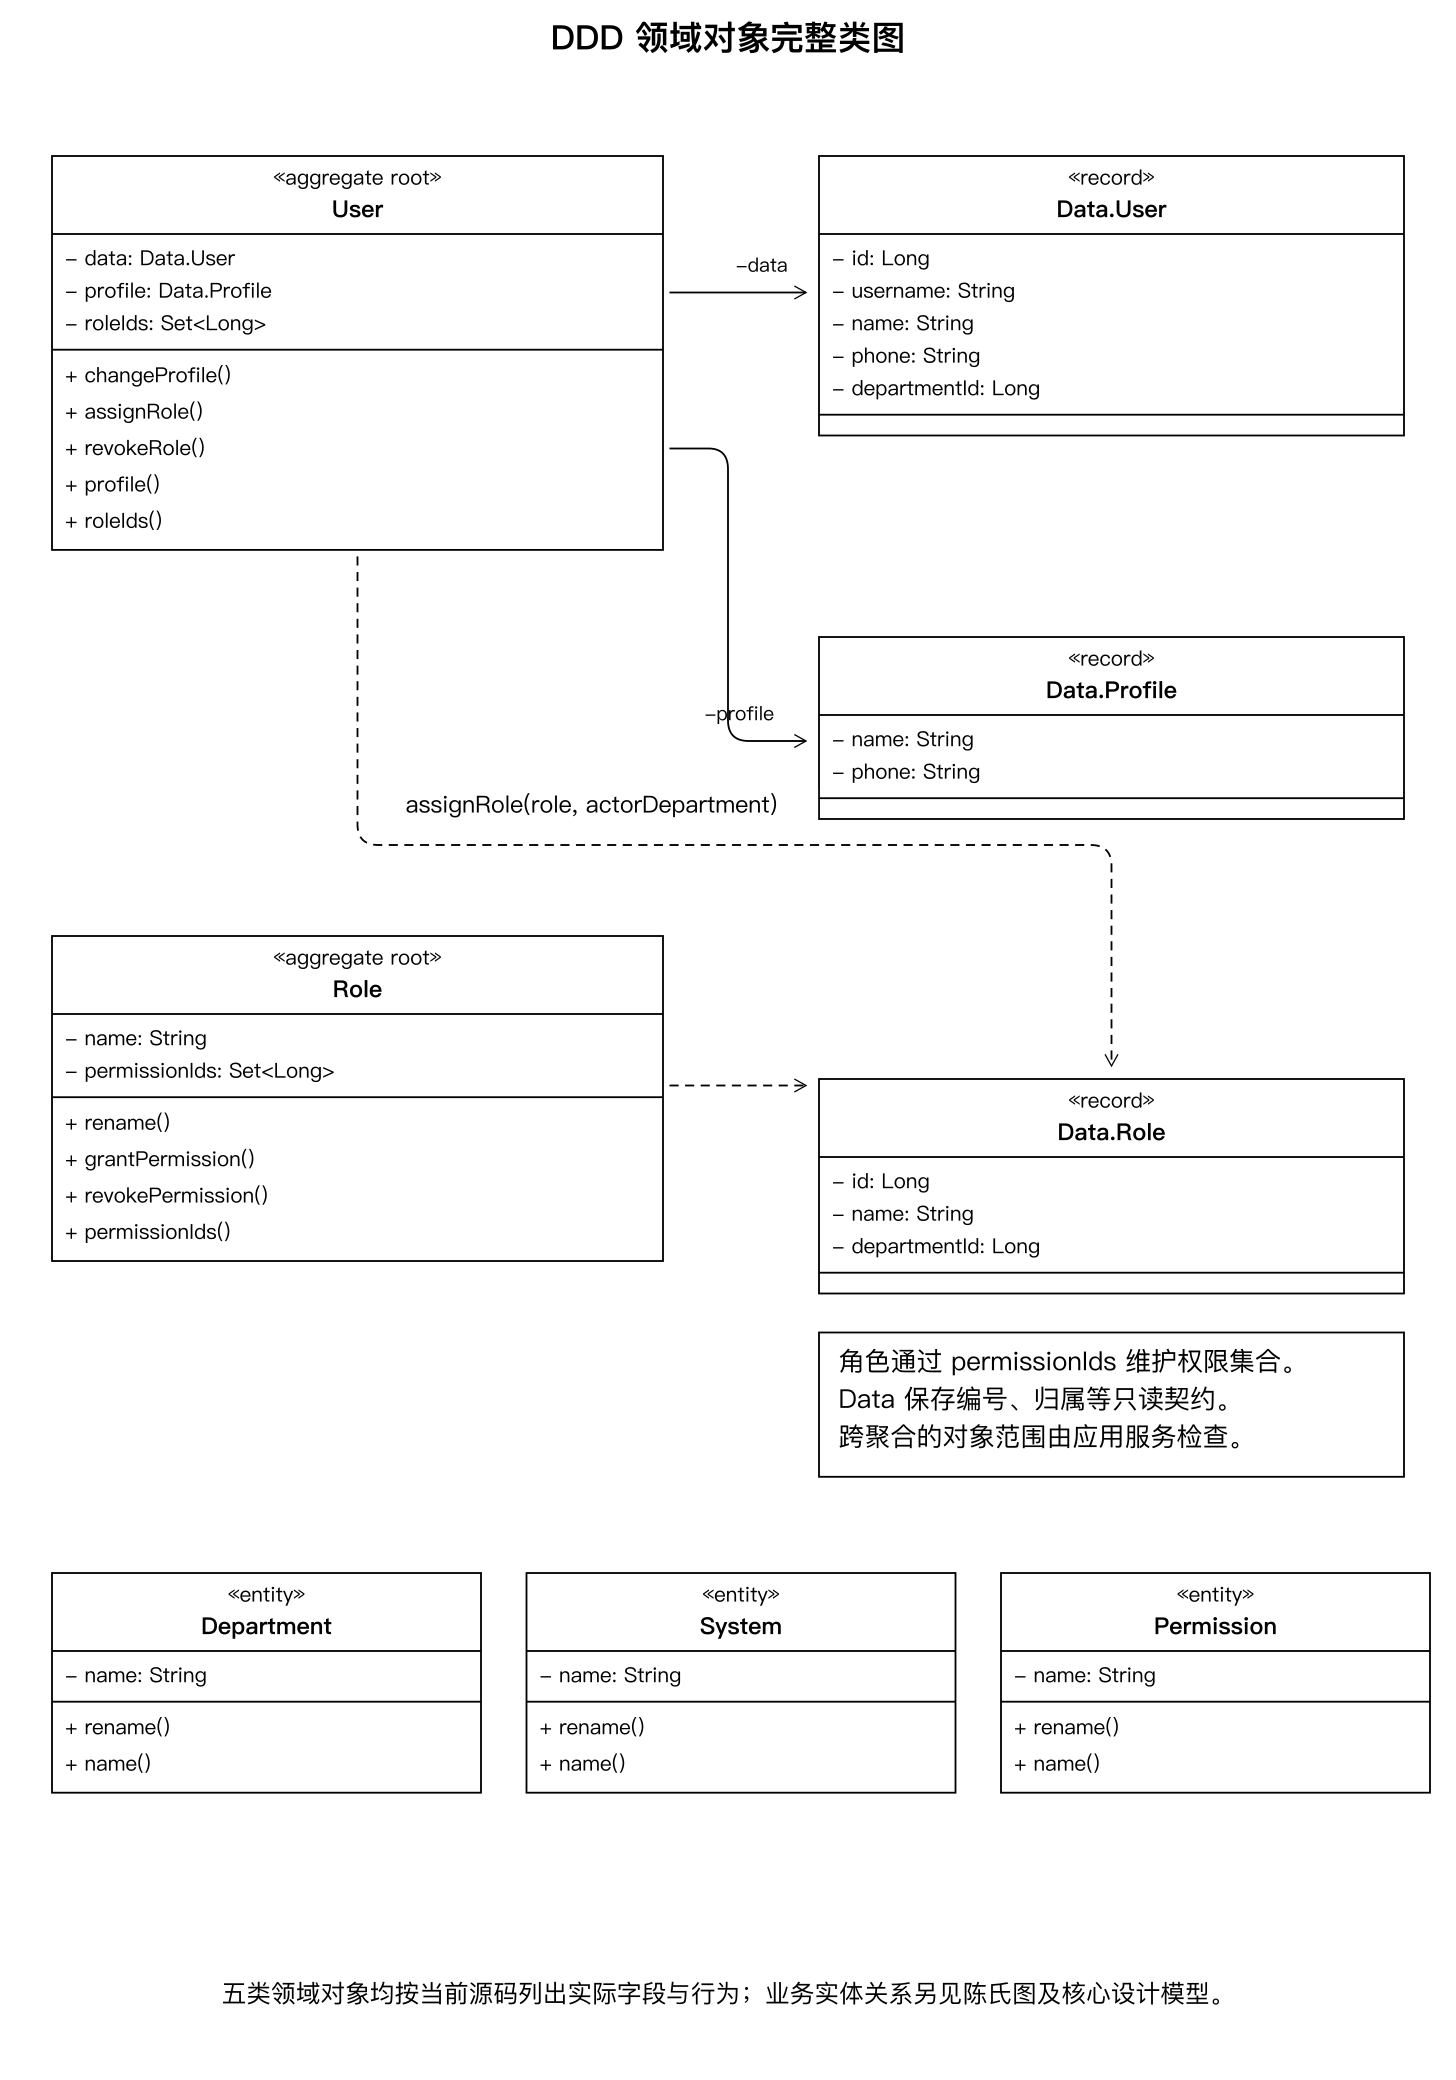 DDD 领域对象完整类图
«aggregate root»
User
– data: Data.User
– profile: Data.Profile
– roleIds: Set<Long>
+ changeProfile()
+ assignRole()
+ revokeRole()
+ profile()
+ roleIds()
–data
«record»
Data.User
– id: Long
– username: String
– name: String
– phone: String
– departmentId: Long
–profile
«record»
Data.Profile
– name: String
– phone: String
assignRole(role, actorDepartment)
«aggregate root»
Role
– name: String
– permissionIds: Set<Long>
+ rename()
+ grantPermission()
+ revokePermission()
+ permissionIds()
«record»
Data.Role
– id: Long
– name: String
– departmentId: Long
角色通过 permissionIds 维护权限集合。
Data 保存编号、归属等只读契约。
跨聚合的对象范围由应用服务检查。
«entity»
Department
– name: String
+ rename()
+ name()
«entity»
System
– name: String
+ rename()
+ name()
«entity»
Permission
– name: String
+ rename()
+ name()
五类领域对象均按当前源码列出实际字段与行为；业务实体关系另见陈氏图及核心设计模型。